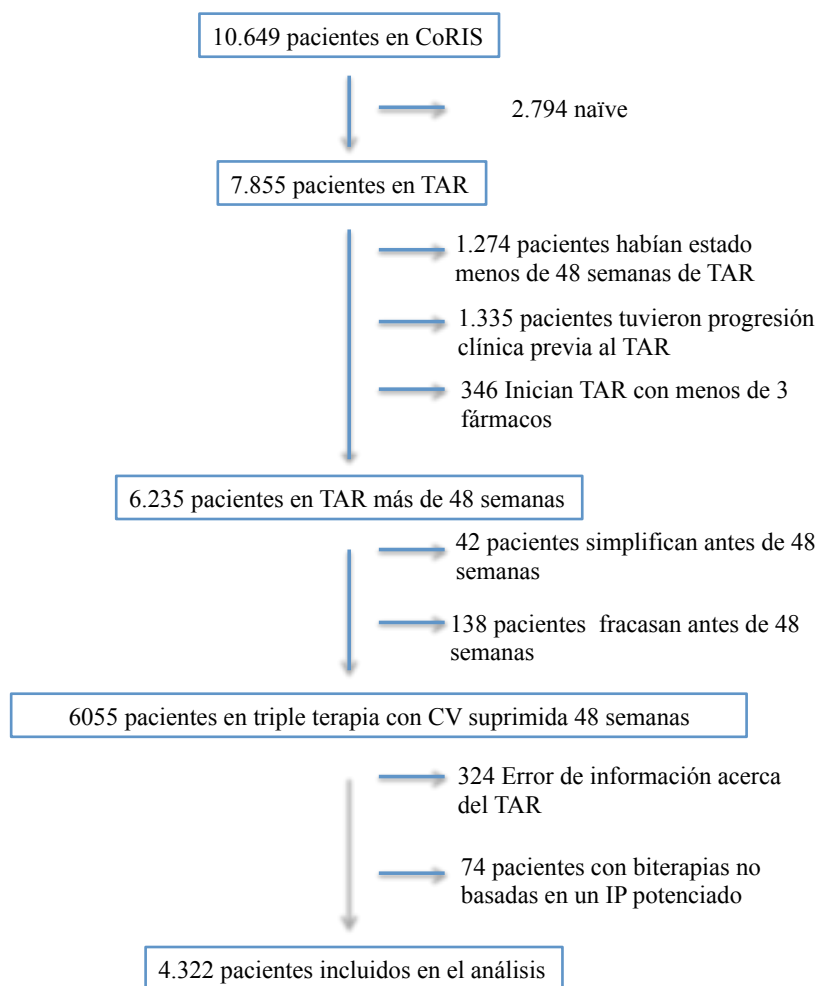 10.649 pacientes en CoRIS
2.794 naïve
7.855 pacientes en TAR
1.274 pacientes habían estado
menos de 48 semanas de TAR
1.335 pacientes tuvieron progresión
clínica previa al TAR
346 Inician TAR con menos de 3
fármacos
6.235 pacientes en TAR más de 48 semanas
42 pacientes simplifican antes de 48
semanas
138 pacientes fracasan antes de 48
semanas
6055 pacientes en triple terapia con CV suprimida 48 semanas
324 Error de información acerca
del TAR
74 pacientes con biterapias no
basadas en un IP potenciado
4.322 pacientes incluidos en el análisis